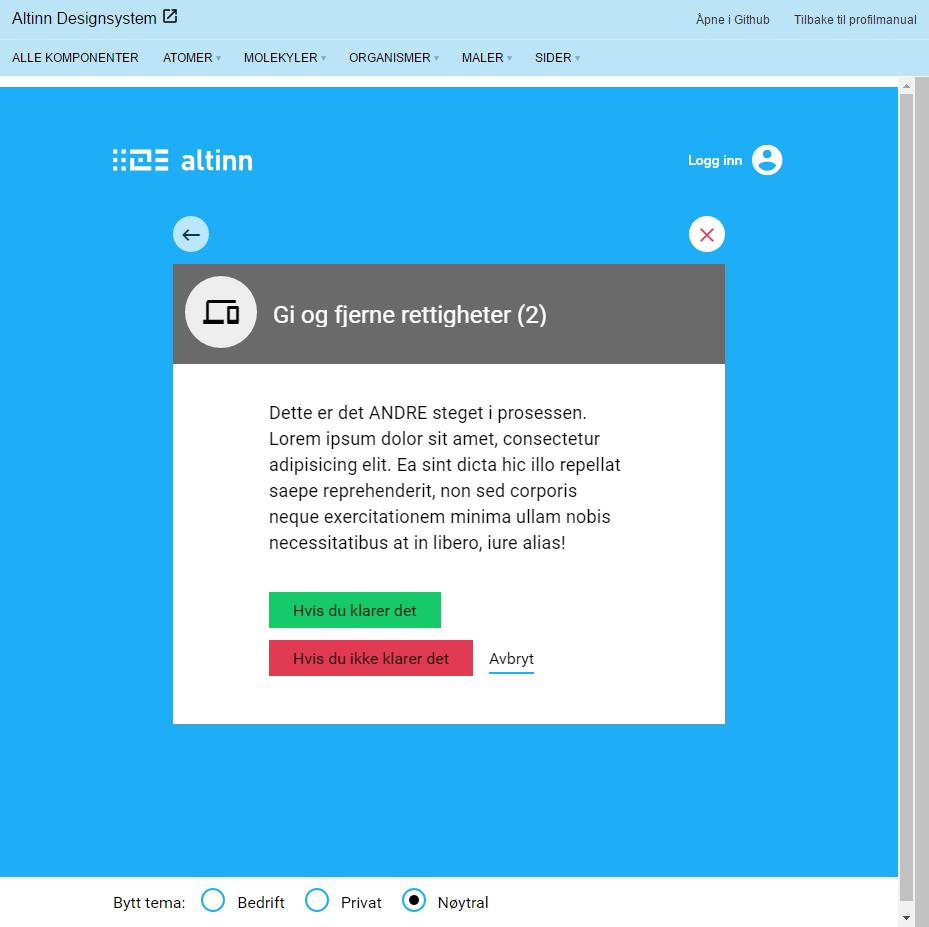 Altinn Designsystem
Åpne i Github
Tilbake til profilmanual
ALLE KOMPONENTER
ATOMER
MOLEKYLER
ORGANISMER
MALER
SIDER
altinn
Logg inn
Gi og fjerne rettigheter (2)
Dette er det ANDRE steget i prosessen.
Lorem ipsum dolor sit amet, consectetur
adipisicing elit. Ea sint dicta hic illo repellat
saepe reprehenderit, non sed corporis
neque exercitationem minima ullam nobis
necessitatibus at in libero, iure alias!
Hvis du klarer det
Hvis du ikke klarer det
Avbryt
Bytt tema:
Bedrift
Privat
Nøytral